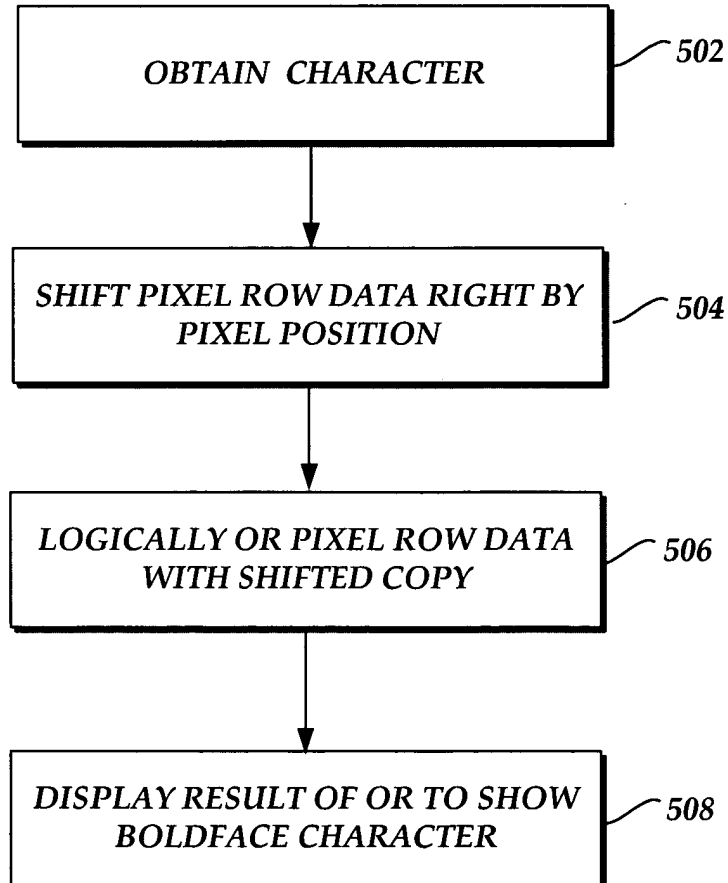 OBTAIN CHARACTER
502
SHIFT PIXEL ROW DATA RIGHT BY
PIXEL POSITION
504
LOGICALLY OR PIXEL ROW DATA
WITH SHIFTED COPY
506
DISPLAY RESULT OF OR TO SHOW
BOLDFACE CHARACTER
508